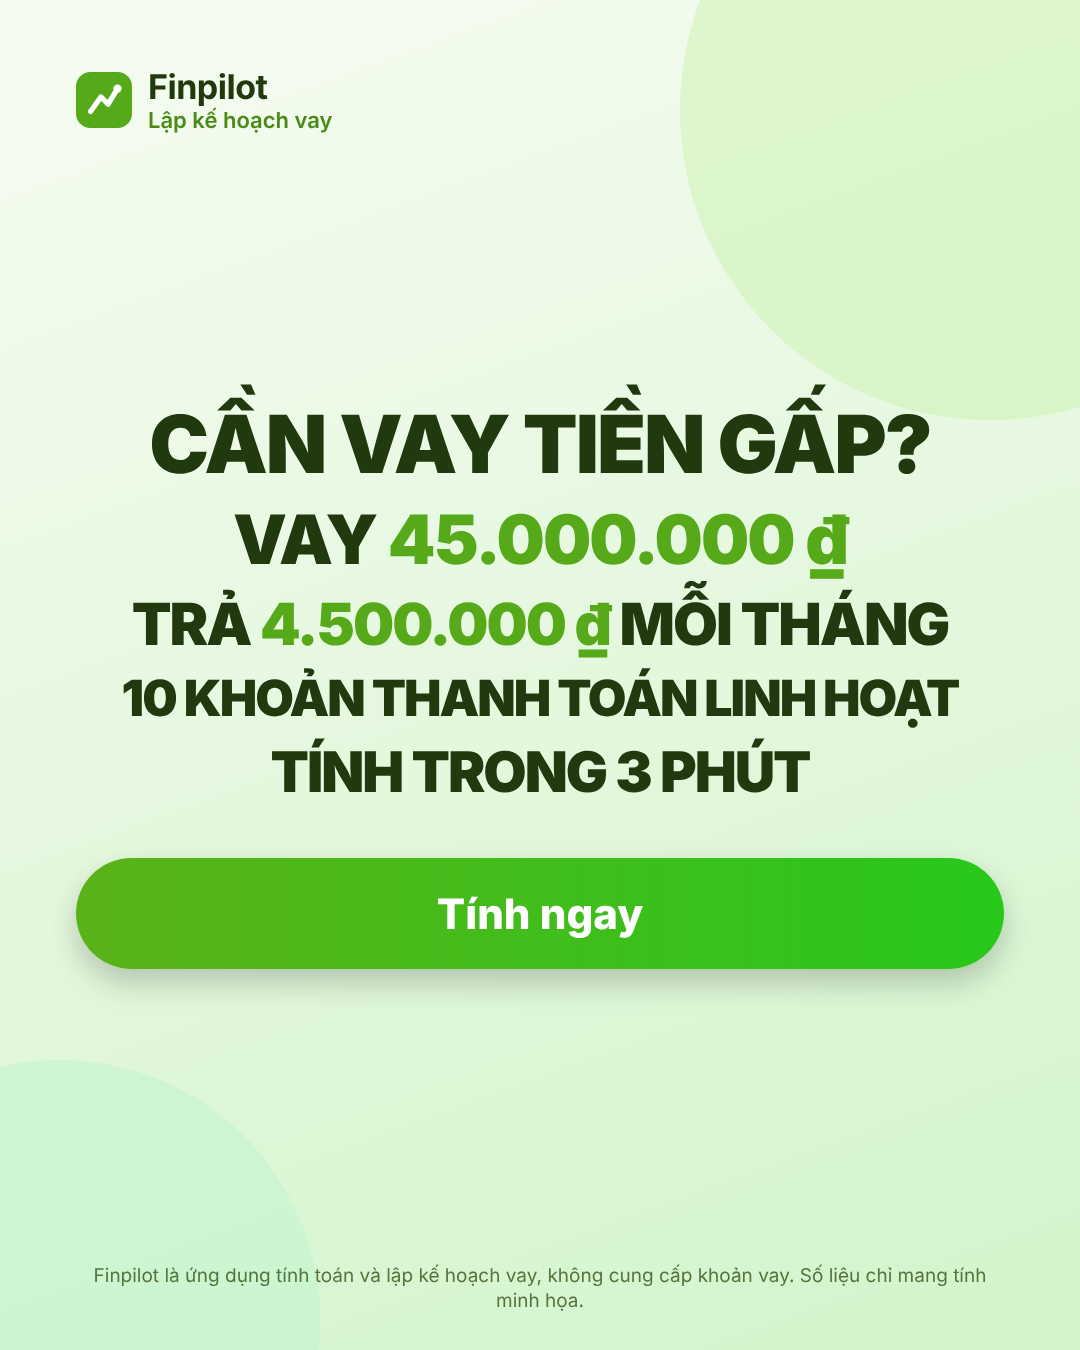 Finpilot
Lập kế hoạch vay
CẦN VAY TIỀN GẤP?
VAY 45.000.000 ₫
TRẢ 4.500.000 ₫ MỖI THÁNG
10 KHOẢN THANH TOÁN LINH HOẠT
TÍNH TRONG 3 PHÚT
Tính ngay
Finpilot là ứng dụng tính toán và lập kế hoạch vay, không cung cấp khoản vay. Số liệu chỉ mang tính
minh họa.